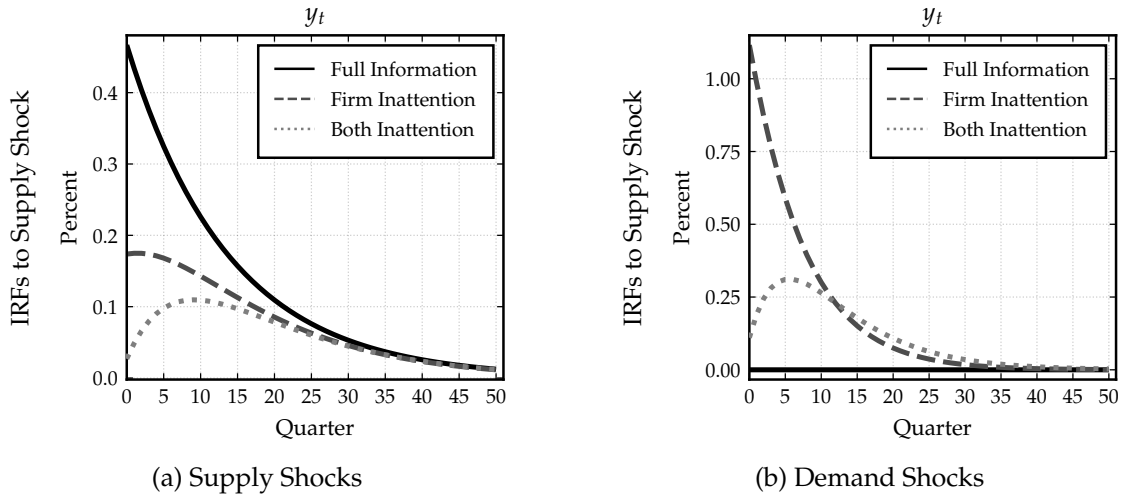 y_t
IRFs to Supply Shock
Percent
0.4
0.3
0.2
0.1
0.0
Full Information
Firm Inattention
Both Inattention
0 5 10 15 20 25 30 35 40 45 50
Quarter
(a) Supply Shocks
y_t
IRFs to Supply Shock
Percent
1.00
0.75
0.50
0.25
0.00
Full Information
Firm Inattention
Both Inattention
0 5 10 15 20 25 30 35 40 45 50
Quarter
(b) Demand Shocks